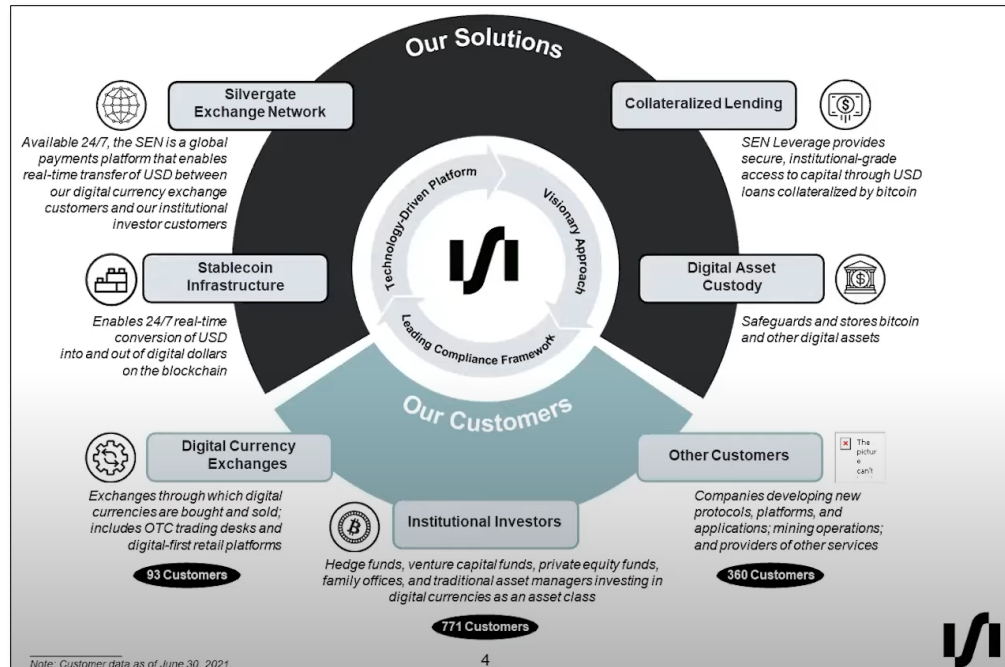 Our Solutions
Silvergate
Exchange Network
Available 24/7, the SEN is a global
payments platform that enables
real-time transfer of USD between
our digital currency exchange
customers and our institutional
investor customers
Collateralized Lending
SEN Leverage provides
secure, institutional-grade
access to capital through USD
loans collateralized by bitcoin
Technology-Driven Platform
Visionary Approach
Leading Compliance Framework
Stablecoin
Infrastructure
Enables 24/7 real-time
conversion of USD
into and out of digital dollars
on the blockchain
Digital Asset
Custody
Safeguards and stores bitcoin
and other digital assets
Our Customers
Digital Currency
Exchanges
Exchanges through which digital
currencies are bought and sold;
includes OTC trading desks and
digital-first retail platforms
93 Customers
Institutional Investors
Hedge funds, venture capital funds, private equity funds,
family offices, and traditional asset managers investing in
digital currencies as an asset class
771 Customers
Other Customers
The
pictur
e
can't
Companies developing new
protocols, platforms, and
applications; mining operations;
and providers of other services
360 Customers
Note: Customer data as of June 30, 2021
4